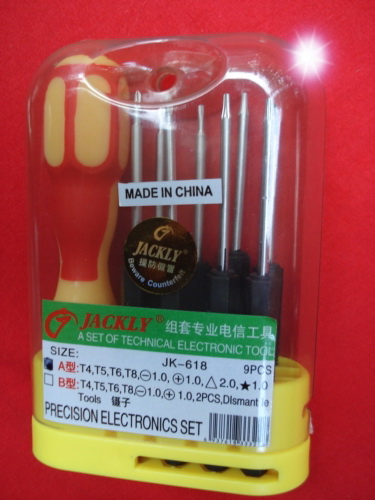 MADE IN CHINA
JACKLY®
Beware Counterfeit
JACKLY® 组套专业电信工具
A SET OF TECHNICAL ELECTRONIC TOOL
SIZE: JK-618 9PCS
A型:T4,T5,T6,T8,⊖1.0,⊕1.0,△2.0,★1.0
B型:T4,T5,T6,T8⊖1.0,⊕1.0,2PCS,Dismantle
Tools 镊子
PRECISION ELECTRONICS SET